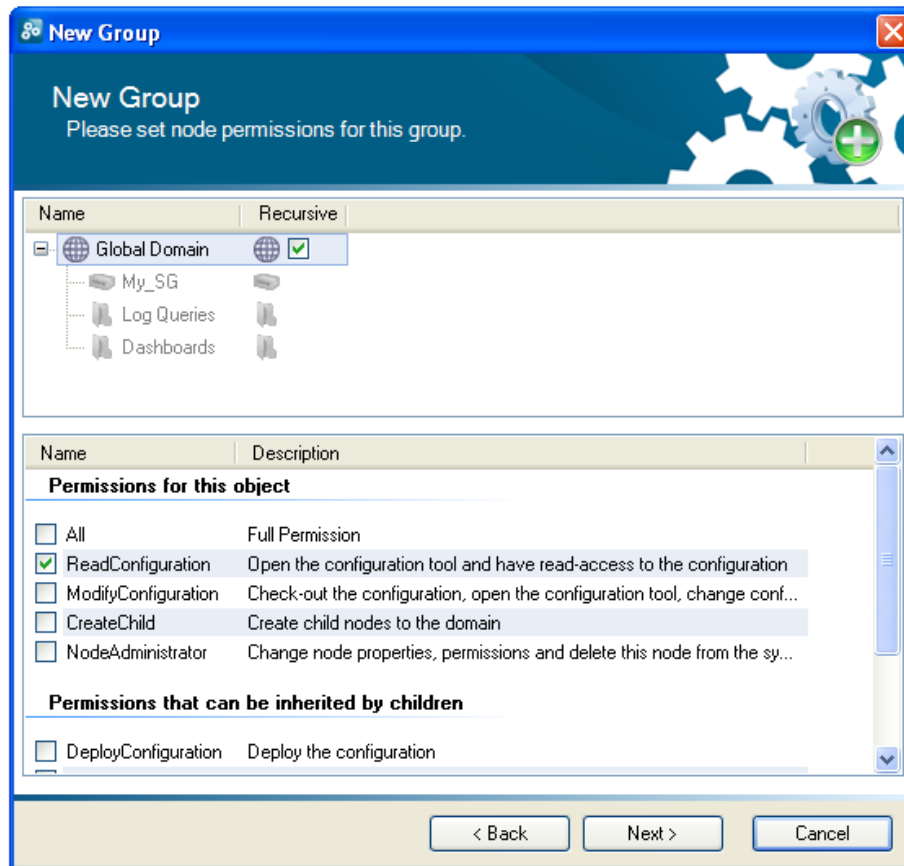 New Group
New Group
Please set node permissions for this group.
Name Recursive
Global Domain
My_SG
Log Queries
Dashboards
Name Description
Permissions for this object
All Full Permission
ReadConfiguration Open the configuration tool and have read-access to the configuration
ModifyConfiguration Check-out the configuration, open the configuration tool, change conf...
CreateChild Create child nodes to the domain
NodeAdministrator Change node properties, permissions and delete this node from the sy...
Permissions that can be inherited by children
DeployConfiguration Deploy the configuration
< Back Next > Cancel